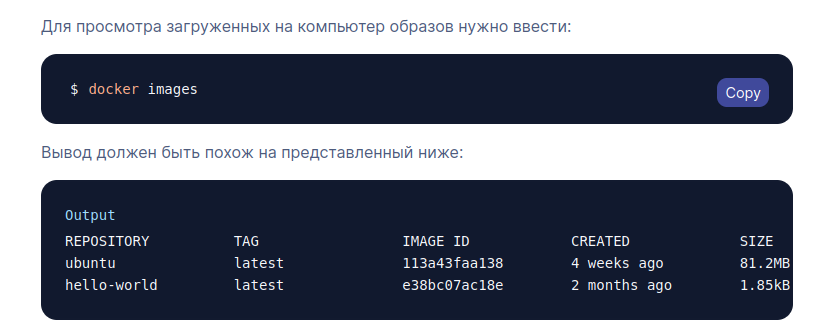 Для просмотра загруженных на компьютер образов нужно ввести:
$ docker images
Copy
Вывод должен быть похож на представленный ниже:
Output
REPOSITORY TAG IMAGE ID CREATED SIZE
ubuntu latest 113a43faa138 4 weeks ago 81.2MB
hello-world latest e38bc07ac18e 2 months ago 1.85kB